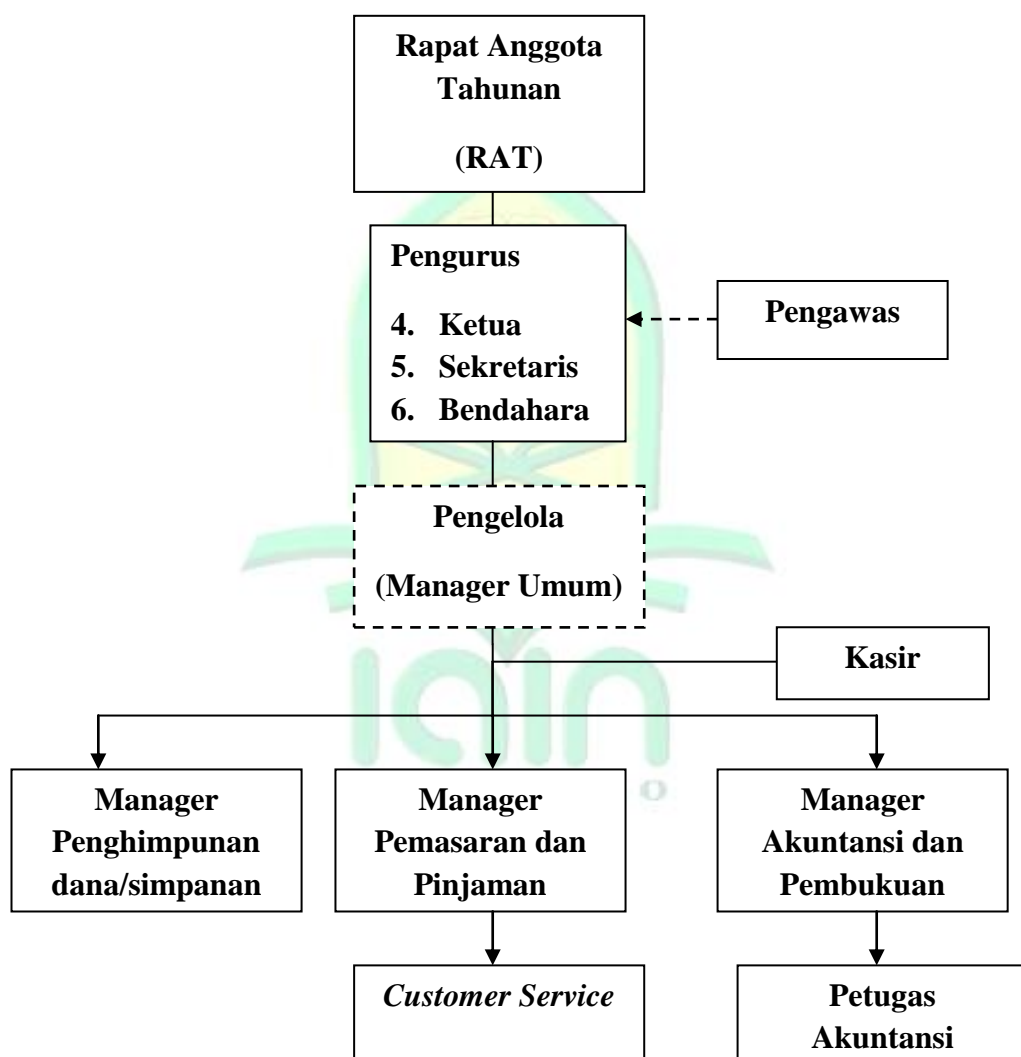 Rapat Anggota
Tahunan
(RAT)
Pengurus
4. Ketua
5. Sekretaris
6. Bendahara
Pengawas
Pengelola
(Manager Umum)
Kasir
iain
Manager
Penghimpunan
dana/simpanan
Manager
Pemasaran dan
Pinjaman
Manager
Akuntansi dan
Pembukuan
Customer Service
Petugas
Akuntansi